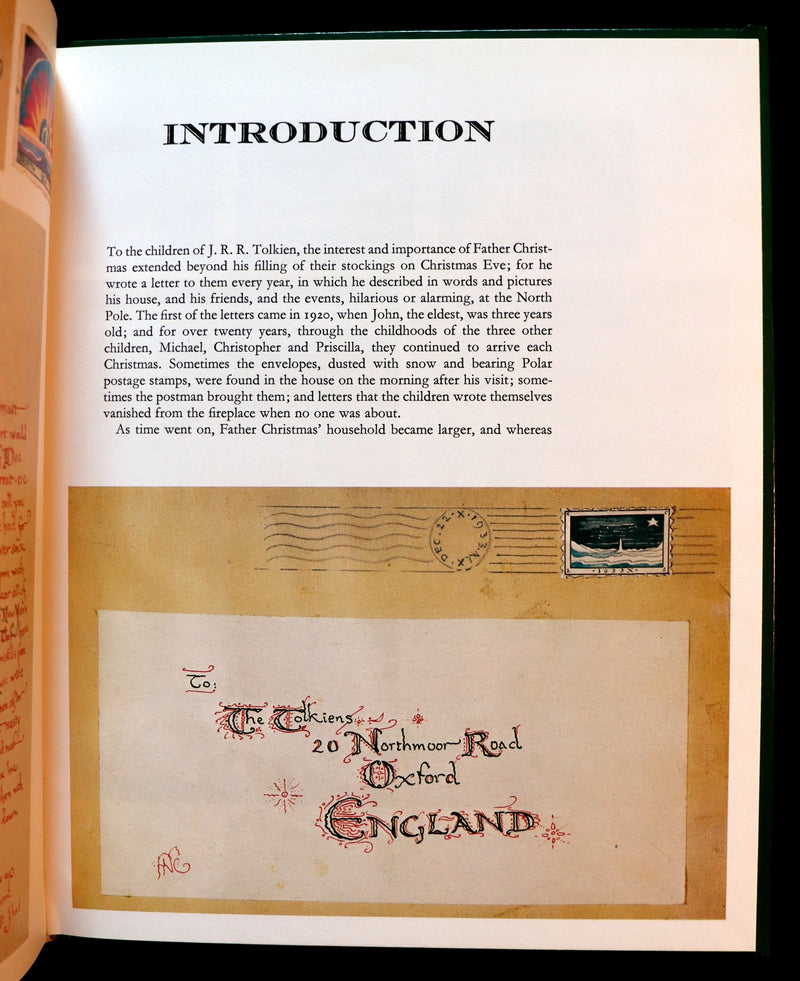 INTRODUCTION
To the children of J. R. R. Tolkien, the interest and importance of Father Christ-
mas extended beyond his filling of their stockings on Christmas Eve; for he
wrote a letter to them every year, in which he described in words and pictures
his house, and his friends, and the events, hilarious or alarming, at the North
Pole. The first of the letters came in 1920, when John, the eldest, was three years
old; and for over twenty years, through the childhoods of the three other
children, Michael, Christopher and Priscilla, they continued to arrive each
Christmas. Sometimes the envelopes, dusted with snow and bearing Polar
postage stamps, were found in the house on the morning after his visit; some-
times the postman brought them; and letters that the children wrote themselves
vanished from the fireplace when no one was about.
As time went on, Father Christmas' household became larger, and whereas
DEC. 22. X. 1933.
1933
To:
The Tolkiens
20 Northmoor Road
Oxford
ENGLAND